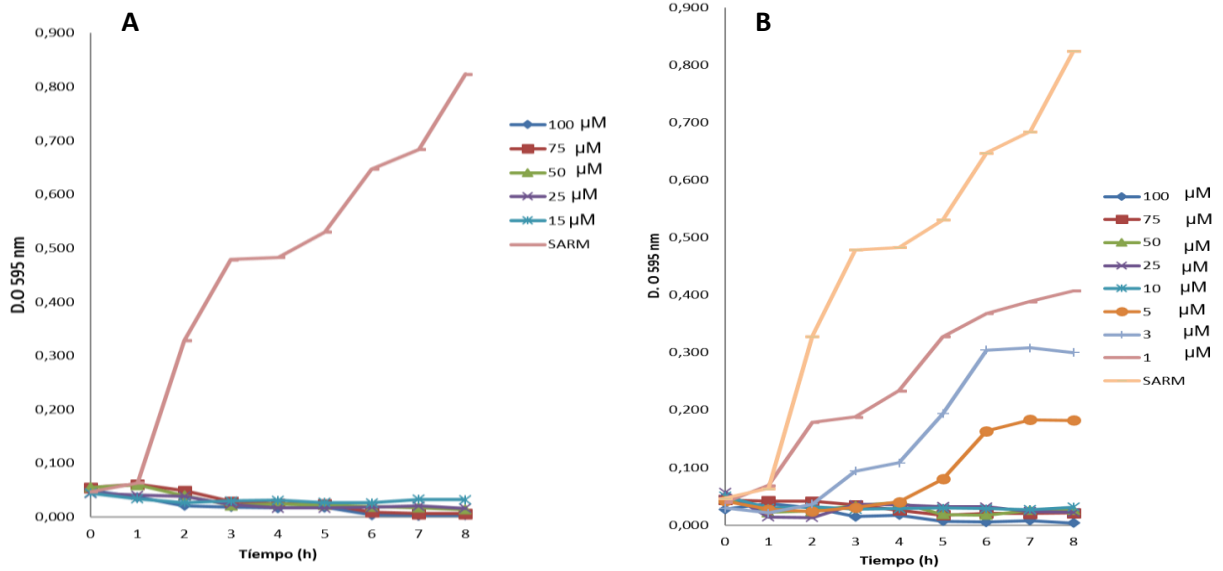 A
0,900
0,800
0,700
0,600
0,500
0,400
0,300
0,200
0,100
0,000
D.O 595 nm
0 1 2 3 4 5 6 7 8
Tíempo (h)
100 µM
75 µM
50 µM
25 µM
15 µM
SARM
B
0,900
0,800
0,700
0,600
0,500
0,400
0,300
0,200
0,100
0,000
D. O 595 nm
0 1 2 3 4 5 6 7 8
Tiempo (h)
100 µM
75 µM
50 µM
25 µM
10 µM
5 µM
3 µM
1 µM
SARM